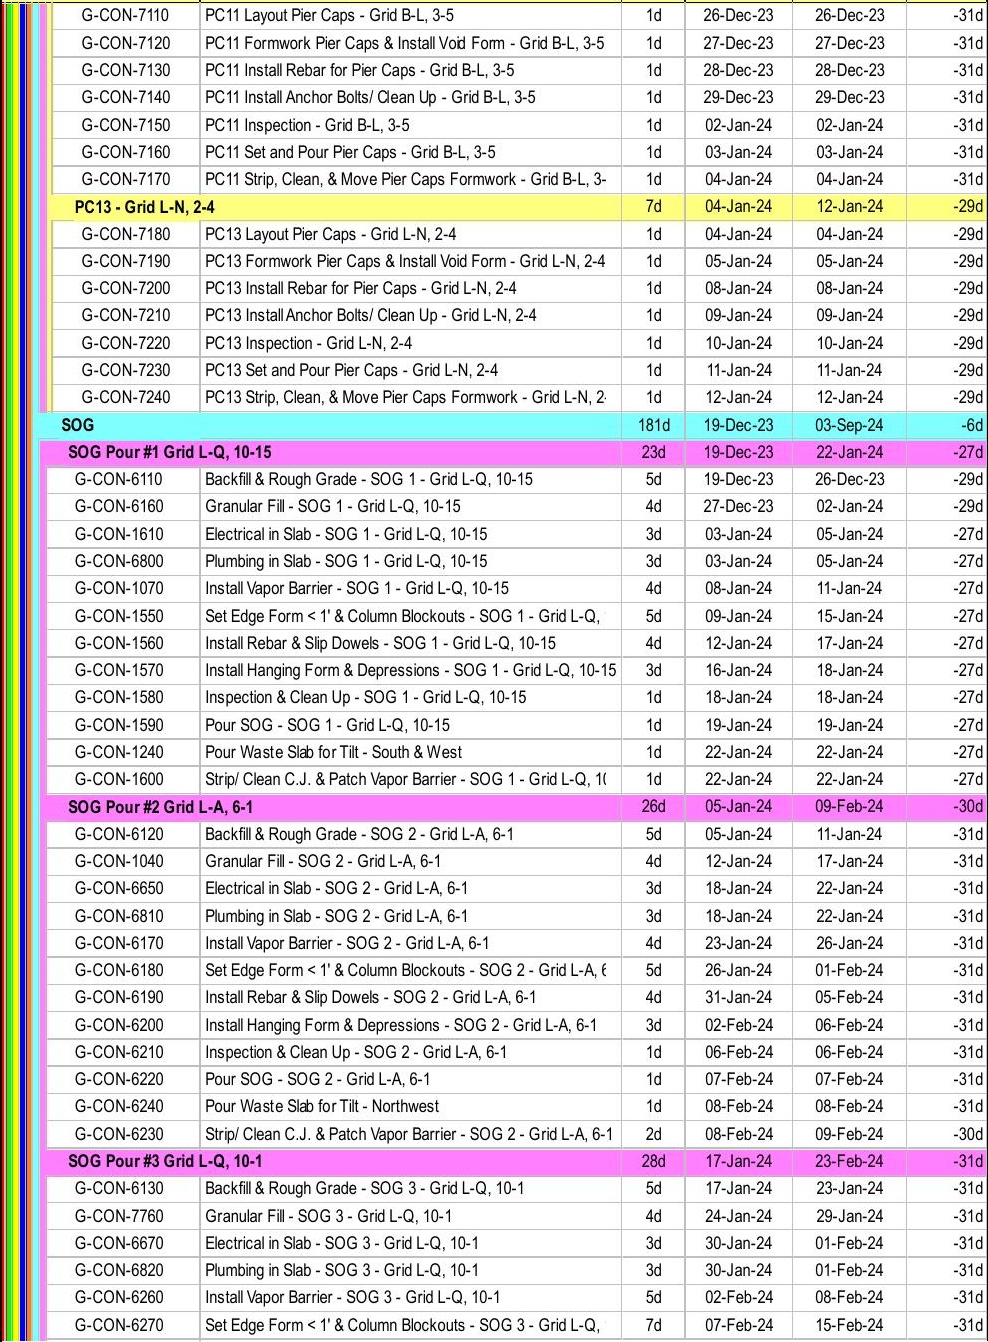 G-CON-7110 PC11 Layout Pier Caps - Grid B-L, 3-5 1d 26-Dec-23 26-Dec-23 -31d
G-CON-7120 PC11 Formwork Pier Caps & Install Void Form - Grid B-L, 3-5 1d 27-Dec-23 27-Dec-23 -31d
G-CON-7130 PC11 Install Rebar for Pier Caps - Grid B-L, 3-5 1d 28-Dec-23 28-Dec-23 -31d
G-CON-7140 PC11 Install Anchor Bolts/ Clean Up - Grid B-L, 3-5 1d 29-Dec-23 29-Dec-23 -31d
G-CON-7150 PC11 Inspection - Grid B-L, 3-5 1d 02-Jan-24 02-Jan-24 -31d
G-CON-7160 PC11 Set and Pour Pier Caps - Grid B-L, 3-5 1d 03-Jan-24 03-Jan-24 -31d
G-CON-7170 PC11 Strip, Clean, & Move Pier Caps Formwork - Grid B-L, 3- 1d 04-Jan-24 04-Jan-24 -31d
PC13 - Grid L-N, 2-4 7d 04-Jan-24 12-Jan-24 -29d
G-CON-7180 PC13 Layout Pier Caps - Grid L-N, 2-4 1d 04-Jan-24 04-Jan-24 -29d
G-CON-7190 PC13 Formwork Pier Caps & Install Void Form - Grid L-N, 2-4 1d 05-Jan-24 05-Jan-24 -29d
G-CON-7200 PC13 Install Rebar for Pier Caps - Grid L-N, 2-4 1d 08-Jan-24 08-Jan-24 -29d
G-CON-7210 PC13 Install Anchor Bolts/ Clean Up - Grid L-N, 2-4 1d 09-Jan-24 09-Jan-24 -29d
G-CON-7220 PC13 Inspection - Grid L-N, 2-4 1d 10-Jan-24 10-Jan-24 -29d
G-CON-7230 PC13 Set and Pour Pier Caps - Grid L-N, 2-4 1d 11-Jan-24 11-Jan-24 -29d
G-CON-7240 PC13 Strip, Clean, & Move Pier Caps Formwork - Grid L-N, 2- 1d 12-Jan-24 12-Jan-24 -29d
SOG 181d 19-Dec-23 03-Sep-24 -6d
SOG Pour #1 Grid L-Q, 10-15 23d 19-Dec-23 22-Jan-24 -27d
G-CON-6110 Backfill & Rough Grade - SOG 1 - Grid L-Q, 10-15 5d 19-Dec-23 26-Dec-23 -29d
G-CON-6160 Granular Fill - SOG 1 - Grid L-Q, 10-15 4d 27-Dec-23 02-Jan-24 -29d
G-CON-1610 Electrical in Slab - SOG 1 - Grid L-Q, 10-15 3d 03-Jan-24 05-Jan-24 -27d
G-CON-6800 Plumbing in Slab - SOG 1 - Grid L-Q, 10-15 3d 03-Jan-24 05-Jan-24 -27d
G-CON-1070 Install Vapor Barrier - SOG 1 - Grid L-Q, 10-15 4d 08-Jan-24 11-Jan-24 -27d
G-CON-1550 Set Edge Form < 1' & Column Blockouts - SOG 1 - Grid L-Q, 5d 09-Jan-24 15-Jan-24 -27d
G-CON-1560 Install Rebar & Slip Dowels - SOG 1 - Grid L-Q, 10-15 4d 12-Jan-24 17-Jan-24 -27d
G-CON-1570 Install Hanging Form & Depressions - SOG 1 - Grid L-Q, 10-15 3d 16-Jan-24 18-Jan-24 -27d
G-CON-1580 Inspection & Clean Up - SOG 1 - Grid L-Q, 10-15 1d 18-Jan-24 18-Jan-24 -27d
G-CON-1590 Pour SOG - SOG 1 - Grid L-Q, 10-15 1d 19-Jan-24 19-Jan-24 -27d
G-CON-1240 Pour Waste Slab for Tilt - South & West 1d 22-Jan-24 22-Jan-24 -27d
G-CON-1600 Strip/ Clean C.J. & Patch Vapor Barrier - SOG 1 - Grid L-Q, 10 1d 22-Jan-24 22-Jan-24 -27d
SOG Pour #2 Grid L-A, 6-1 26d 05-Jan-24 09-Feb-24 -30d
G-CON-6120 Backfill & Rough Grade - SOG 2 - Grid L-A, 6-1 5d 05-Jan-24 11-Jan-24 -31d
G-CON-1040 Granular Fill - SOG 2 - Grid L-A, 6-1 4d 12-Jan-24 17-Jan-24 -31d
G-CON-6650 Electrical in Slab - SOG 2 - Grid L-A, 6-1 3d 18-Jan-24 22-Jan-24 -31d
G-CON-6810 Plumbing in Slab - SOG 2 - Grid L-A, 6-1 3d 18-Jan-24 22-Jan-24 -31d
G-CON-6170 Install Vapor Barrier - SOG 2 - Grid L-A, 6-1 4d 23-Jan-24 26-Jan-24 -31d
G-CON-6180 Set Edge Form < 1' & Column Blockouts - SOG 2 - Grid L-A, 6 5d 26-Jan-24 01-Feb-24 -31d
G-CON-6190 Install Rebar & Slip Dowels - SOG 2 - Grid L-A, 6-1 4d 31-Jan-24 05-Feb-24 -31d
G-CON-6200 Install Hanging Form & Depressions - SOG 2 - Grid L-A, 6-1 3d 02-Feb-24 06-Feb-24 -31d
G-CON-6210 Inspection & Clean Up - SOG 2 - Grid L-A, 6-1 1d 06-Feb-24 06-Feb-24 -31d
G-CON-6220 Pour SOG - SOG 2 - Grid L-A, 6-1 1d 07-Feb-24 07-Feb-24 -31d
G-CON-6240 Pour Waste Slab for Tilt - Northwest 1d 08-Feb-24 08-Feb-24 -31d
G-CON-6230 Strip/ Clean C.J. & Patch Vapor Barrier - SOG 2 - Grid L-A, 6-1 2d 08-Feb-24 09-Feb-24 -30d
SOG Pour #3 Grid L-Q, 10-1 28d 17-Jan-24 23-Feb-24 -31d
G-CON-6130 Backfill & Rough Grade - SOG 3 - Grid L-Q, 10-1 5d 17-Jan-24 23-Jan-24 -31d
G-CON-7760 Granular Fill - SOG 3 - Grid L-Q, 10-1 4d 24-Jan-24 29-Jan-24 -31d
G-CON-6670 Electrical in Slab - SOG 3 - Grid L-Q, 10-1 3d 30-Jan-24 01-Feb-24 -31d
G-CON-6820 Plumbing in Slab - SOG 3 - Grid L-Q, 10-1 3d 30-Jan-24 01-Feb-24 -31d
G-CON-6260 Install Vapor Barrier - SOG 3 - Grid L-Q, 10-1 5d 02-Feb-24 08-Feb-24 -31d
G-CON-6270 Set Edge Form < 1' & Column Blockouts - SOG 3 - Grid L-Q, 7d 07-Feb-24 15-Feb-24 -31d